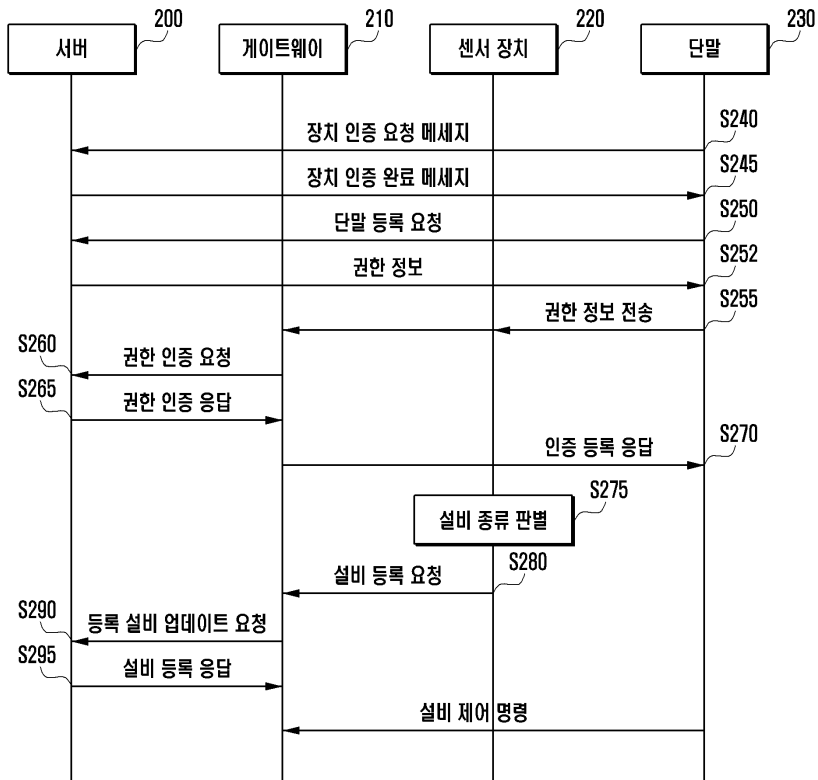 200
210
220
230
서버
게이트웨이
센서 장치
단말
S240
장치 인증 요청 메세지
S245
장치 인증 완료 메세지
S250
단말 등록 요청
S252
권한 정보
S255
권한 정보 전송
S260
권한 인증 요청
S265
권한 인증 응답
S270
인증 등록 응답
S275
설비 종류 판별
S280
설비 등록 요청
S290
등록 설비 업데이트 요청
S295
설비 등록 응답
설비 제어 명령